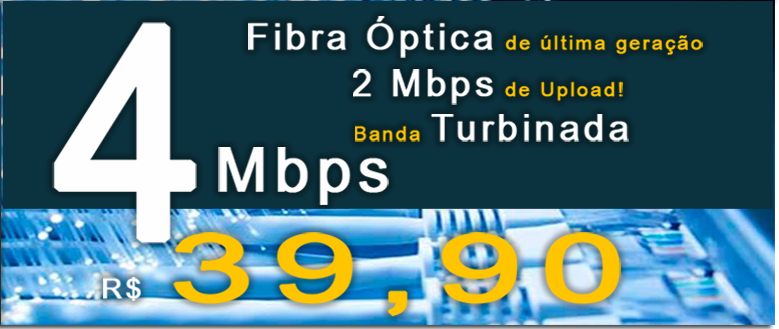 Fibra Óptica de última geração
2 Mbps de Upload!
Banda Turbinada
4 Mbps
R$ 39,90